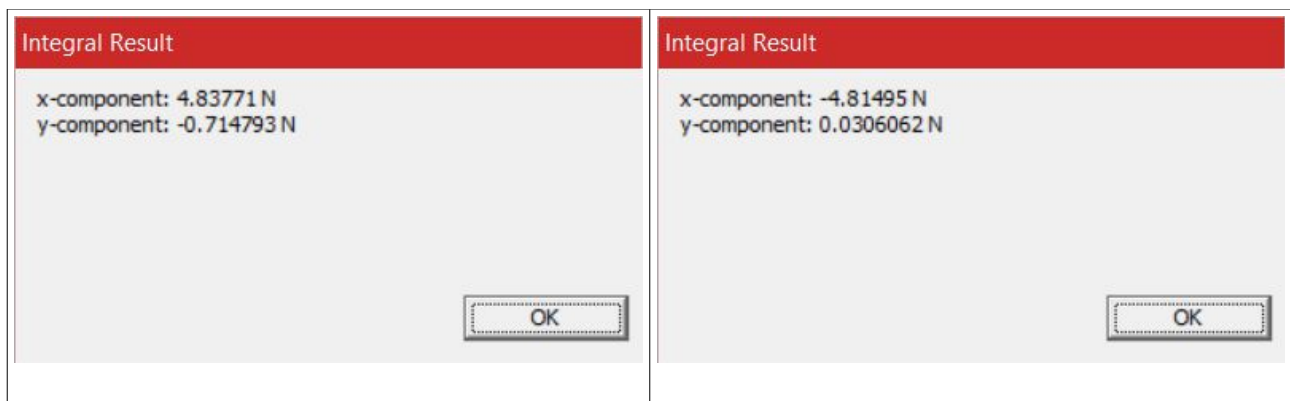 Integral Result
x-component: 4.83771 N
y-component: -0.714793 N
OK
Integral Result
x-component: -4.81495 N
y-component: 0.0306062 N
OK